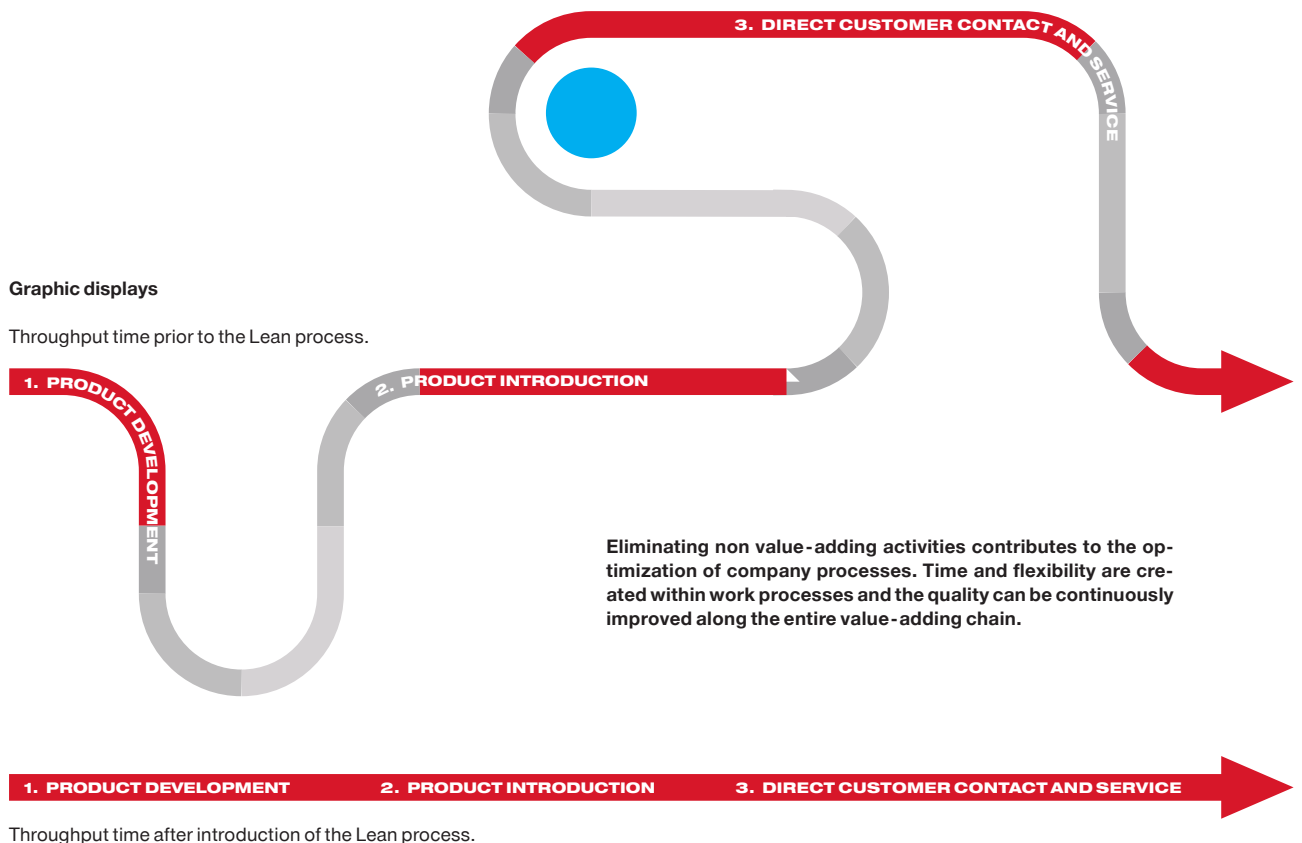 3. DIRECT CUSTOMER CONTACT AND SERVICE
Graphic displays
Throughput time prior to the Lean process.
1. PRODUCT DEVELOPMENT
2. PRODUCT INTRODUCTION
Eliminating non value-adding activities contributes to the op-
timization of company processes. Time and flexibility are cre-
ated within work processes and the quality can be continuously
improved along the entire value-adding chain.
1. PRODUCT DEVELOPMENT 2. PRODUCT INTRODUCTION 3. DIRECT CUSTOMER CONTACT AND SERVICE
Throughput time after introduction of the Lean process.